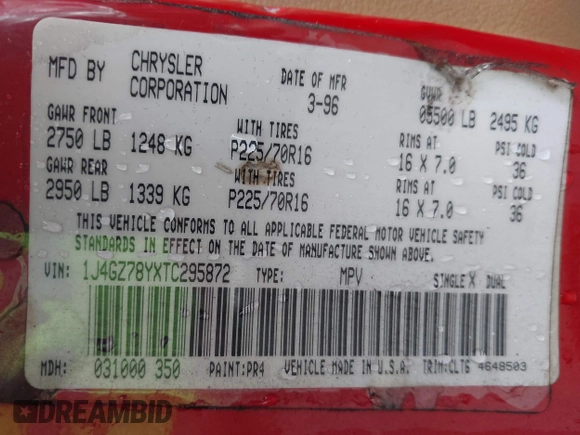 MFD BY CHRYSLER CORPORATION DATE OF MFR 3-96 GVWR 05500 LB 2495 KG
GAWR FRONT WITH TIRES RIMS AT PSI COLD
2750 LB 1248 KG P225/70R16 16 X 7.0 36
GAWR REAR WITH TIRES RIMS AT PSI COLD
2950 LB 1339 KG P225/70R16 16 X 7.0 36
THIS VEHICLE CONFORMS TO ALL APPLICABLE FEDERAL MOTOR VEHICLE SAFETY
STANDARDS IN EFFECT ON THE DATE OF MANUFACTURE SHOWN ABOVE.
VIN: 1J4GZ78YXTC295872 TYPE: MPV SINGLE X DUAL
MDH: 031000 350 PAINT:PR4 VEHICLE MADE IN U.S.A. TRIM:CLT6 4648503
DREAMBID